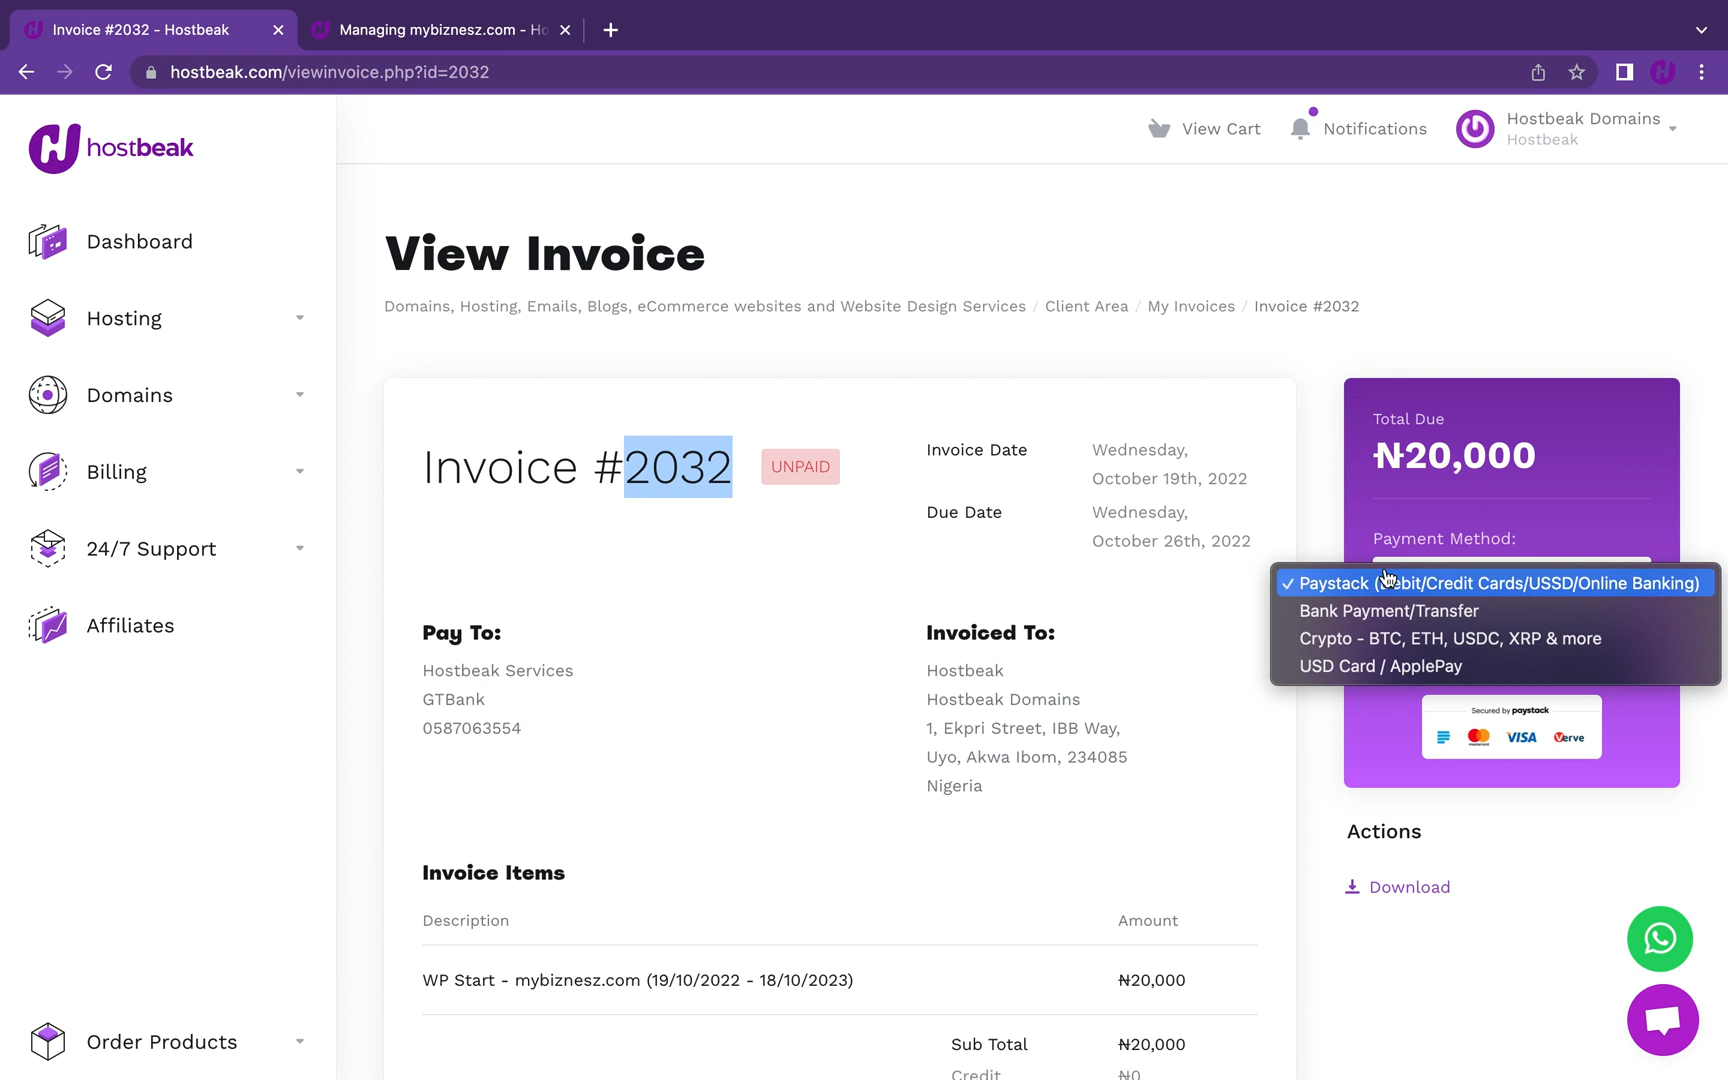 Invoice #2032 - Hostbeak
Managing mybiznesz.com - Ho
hostbeak.com/viewinvoice.php?id=2032
hostbeak
View Cart
Notifications
Hostbeak Domains
Hostbeak
Dashboard
Hosting
Domains
Billing
24/7 Support
Affiliates
Order Products
View Invoice
Domains, Hosting, Emails, Blogs, eCommerce websites and Website Design Services / Client Area / My Invoices / Invoice #2032
Invoice #2032
UNPAID
Invoice Date
Wednesday,
October 19th, 2022
Due Date
Wednesday,
October 26th, 2022
Pay To:
Hostbeak Services
GTBank
0587063554
Invoiced To:
Hostbeak
Hostbeak Domains
1, Ekpri Street, IBB Way,
Uyo, Akwa Ibom, 234085
Nigeria
Invoice Items
Description Amount
WP Start - mybiznesz.com (19/10/2022 - 18/10/2023) ₦20,000
Sub Total ₦20,000
Credit ₦0
Total Due
₦20,000
Payment Method:
✓ Paystack (Debit/Credit Cards/USSD/Online Banking)
Bank Payment/Transfer
Crypto - BTC, ETH, USDC, XRP & more
USD Card / ApplePay
Secured by paystack
mastercard VISA Verve
Actions
Download